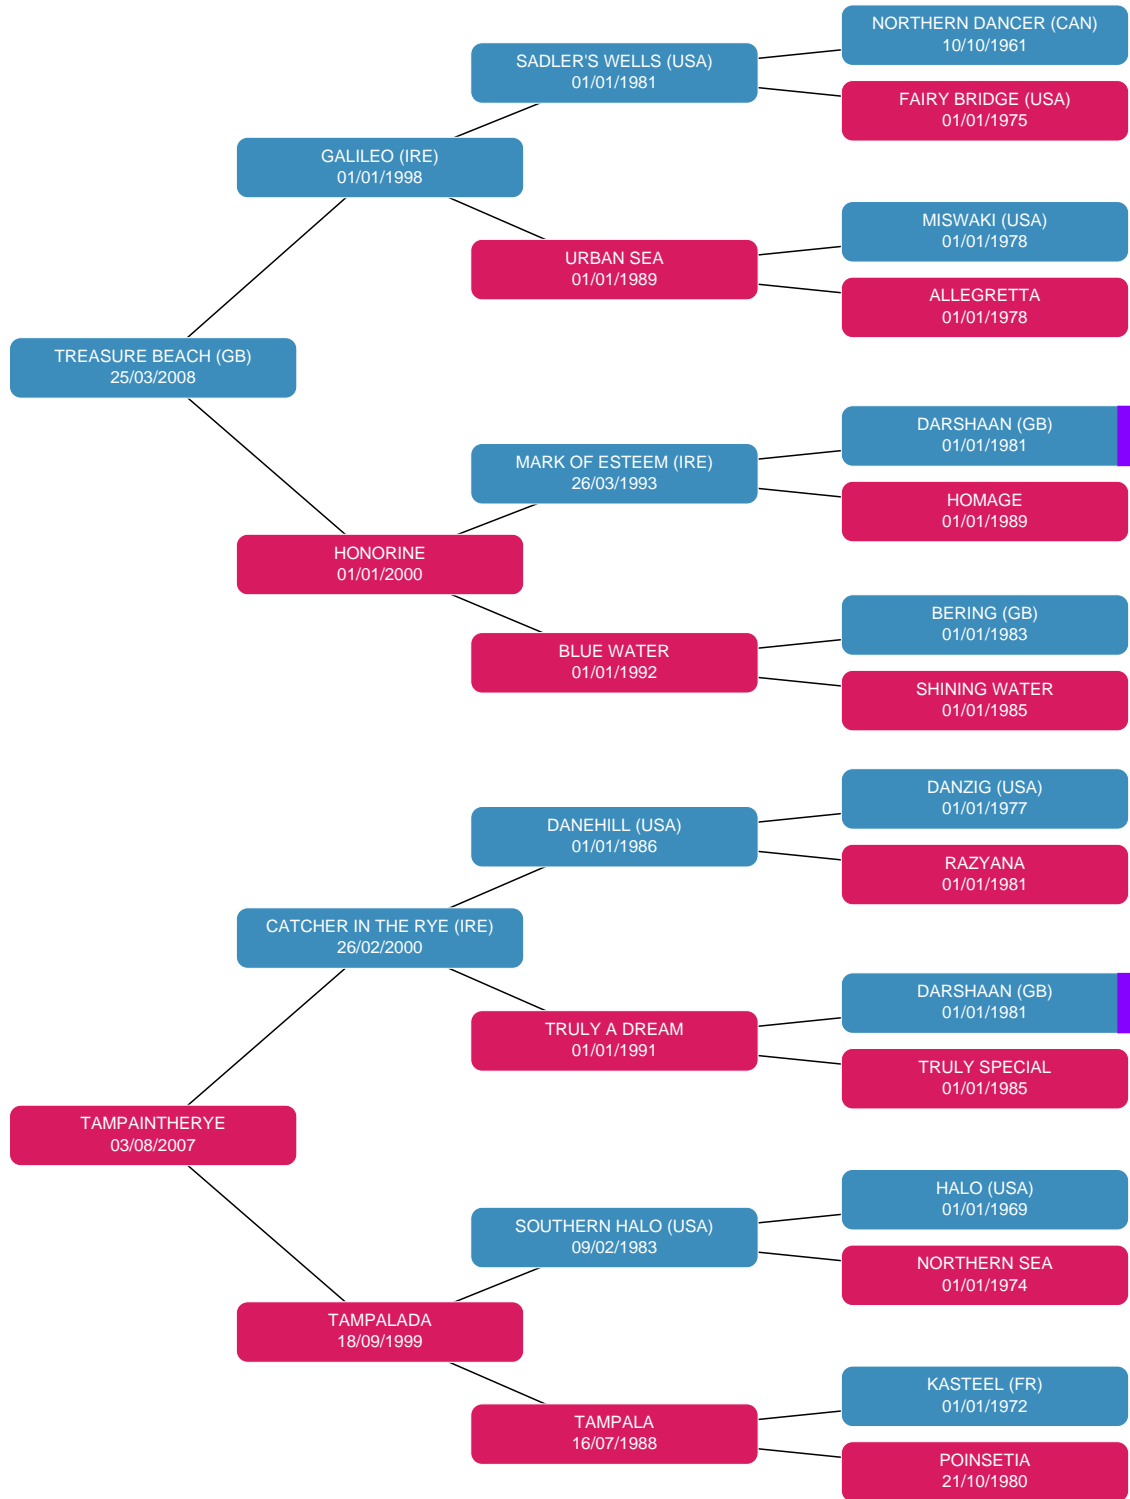 NORTHERN DANCER (CAN)
10/10/1961
SADLER'S WELLS (USA)
01/01/1981
FAIRY BRIDGE (USA)
01/01/1975
GALILEO (IRE)
01/01/1998
MISWAKI (USA)
01/01/1978
URBAN SEA
01/01/1989
ALLEGRETTA
01/01/1978
TREASURE BEACH (GB)
25/03/2008
DARSHAAN (GB)
01/01/1981
MARK OF ESTEEM (IRE)
26/03/1993
HOMAGE
01/01/1989
HONORINE
01/01/2000
BERING (GB)
01/01/1983
BLUE WATER
01/01/1992
SHINING WATER
01/01/1985
DANZIG (USA)
01/01/1977
DANEHILL (USA)
01/01/1986
RAZYANA
01/01/1981
CATCHER IN THE RYE (IRE)
26/02/2000
DARSHAAN (GB)
01/01/1981
TRULY A DREAM
01/01/1991
TRULY SPECIAL
01/01/1985
TAMPAINTHERYE
03/08/2007
HALO (USA)
01/01/1969
SOUTHERN HALO (USA)
09/02/1983
NORTHERN SEA
01/01/1974
TAMPALADA
18/09/1999
KASTEEL (FR)
01/01/1972
TAMPALA
16/07/1988
POINSETIA
21/10/1980